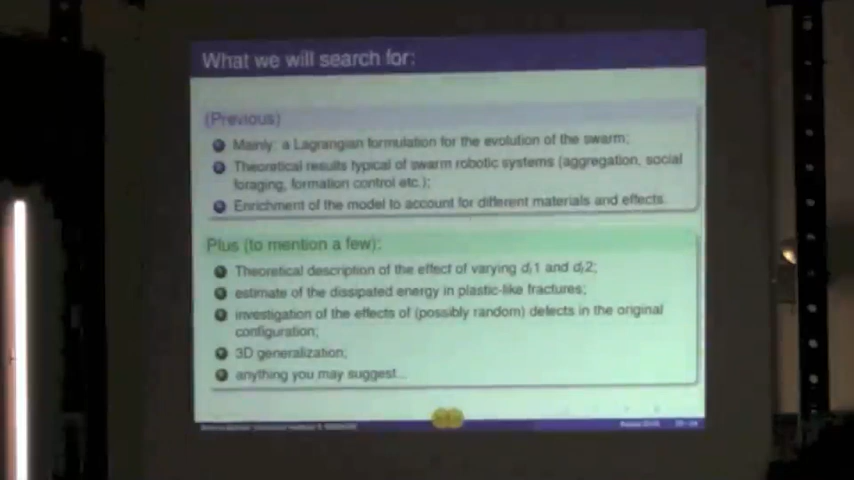 What we will search for:
(Previous)
Mainly: a Lagrangian formulation for the evolution of the swarm;
Theoretical results typical of swarm robotic systems (aggregation, social
foraging, formation control etc.);
Enrichment of the model to account for different materials and effects.
Plus (to mention a few):
Theoretical description of the effect of varying d_f1 and d_f2;
estimate of the dissipated energy in plastic-like fractures;
investigation of the effects of (possibly random) defects in the original
configuration;
3D generalization;
anything you may suggest...